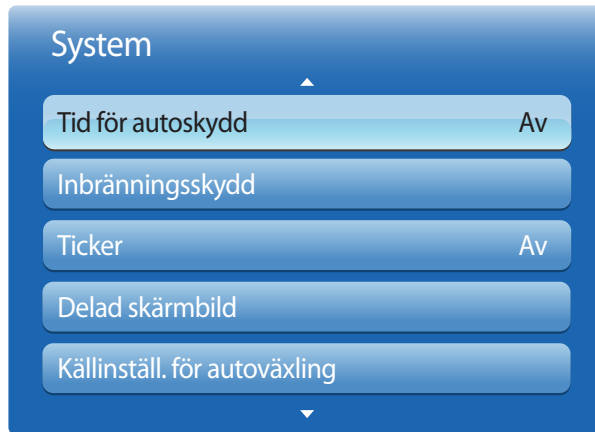 System
Tid för autoskydd Av
Inbränningsskydd
Ticker Av
Delad skärmbild
Källinställ. för autoväxling